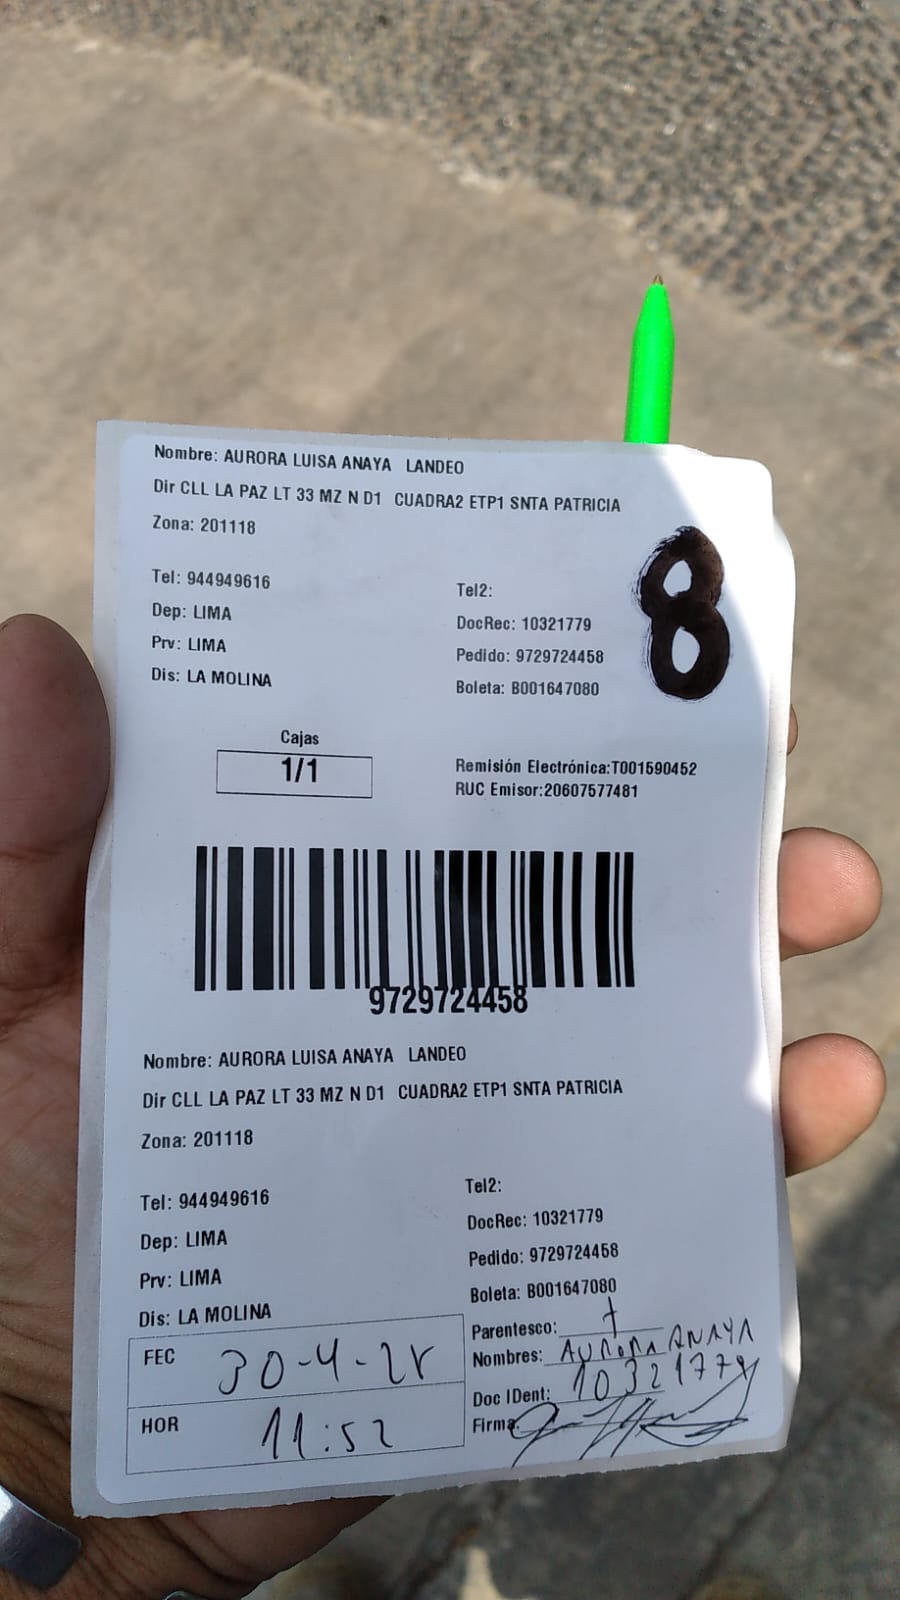 Nombre: AURORA LUISA ANAYA LANDEO
Dir CLL LA PAZ LT 33 MZ N D1 CUADRA2 ETP1 SNTA PATRICIA
Zona: 201118
8
Tel: 944949616
Tel2:
Dep: LIMA
DocRec: 10321779
Prv: LIMA
Pedido: 9729724458
Dis: LA MOLINA
Boleta: B001647080
Cajas
1/1
Remisión Electrónica:T001590452
RUC Emisor:20607577481
9729724458
Nombre: AURORA LUISA ANAYA LANDEO
Dir CLL LA PAZ LT 33 MZ N D1 CUADRA2 ETP1 SNTA PATRICIA
Zona: 201118
Tel: 944949616
Tel2:
Dep: LIMA
DocRec: 10321779
Prv: LIMA
Pedido: 9729724458
Dis: LA MOLINA
Boleta: B001647080
FEC 30-4-
HOR 11:52
Parentesco:
Nombres: AURORA ANAYA
Doc IDent: 10321779
Firma: